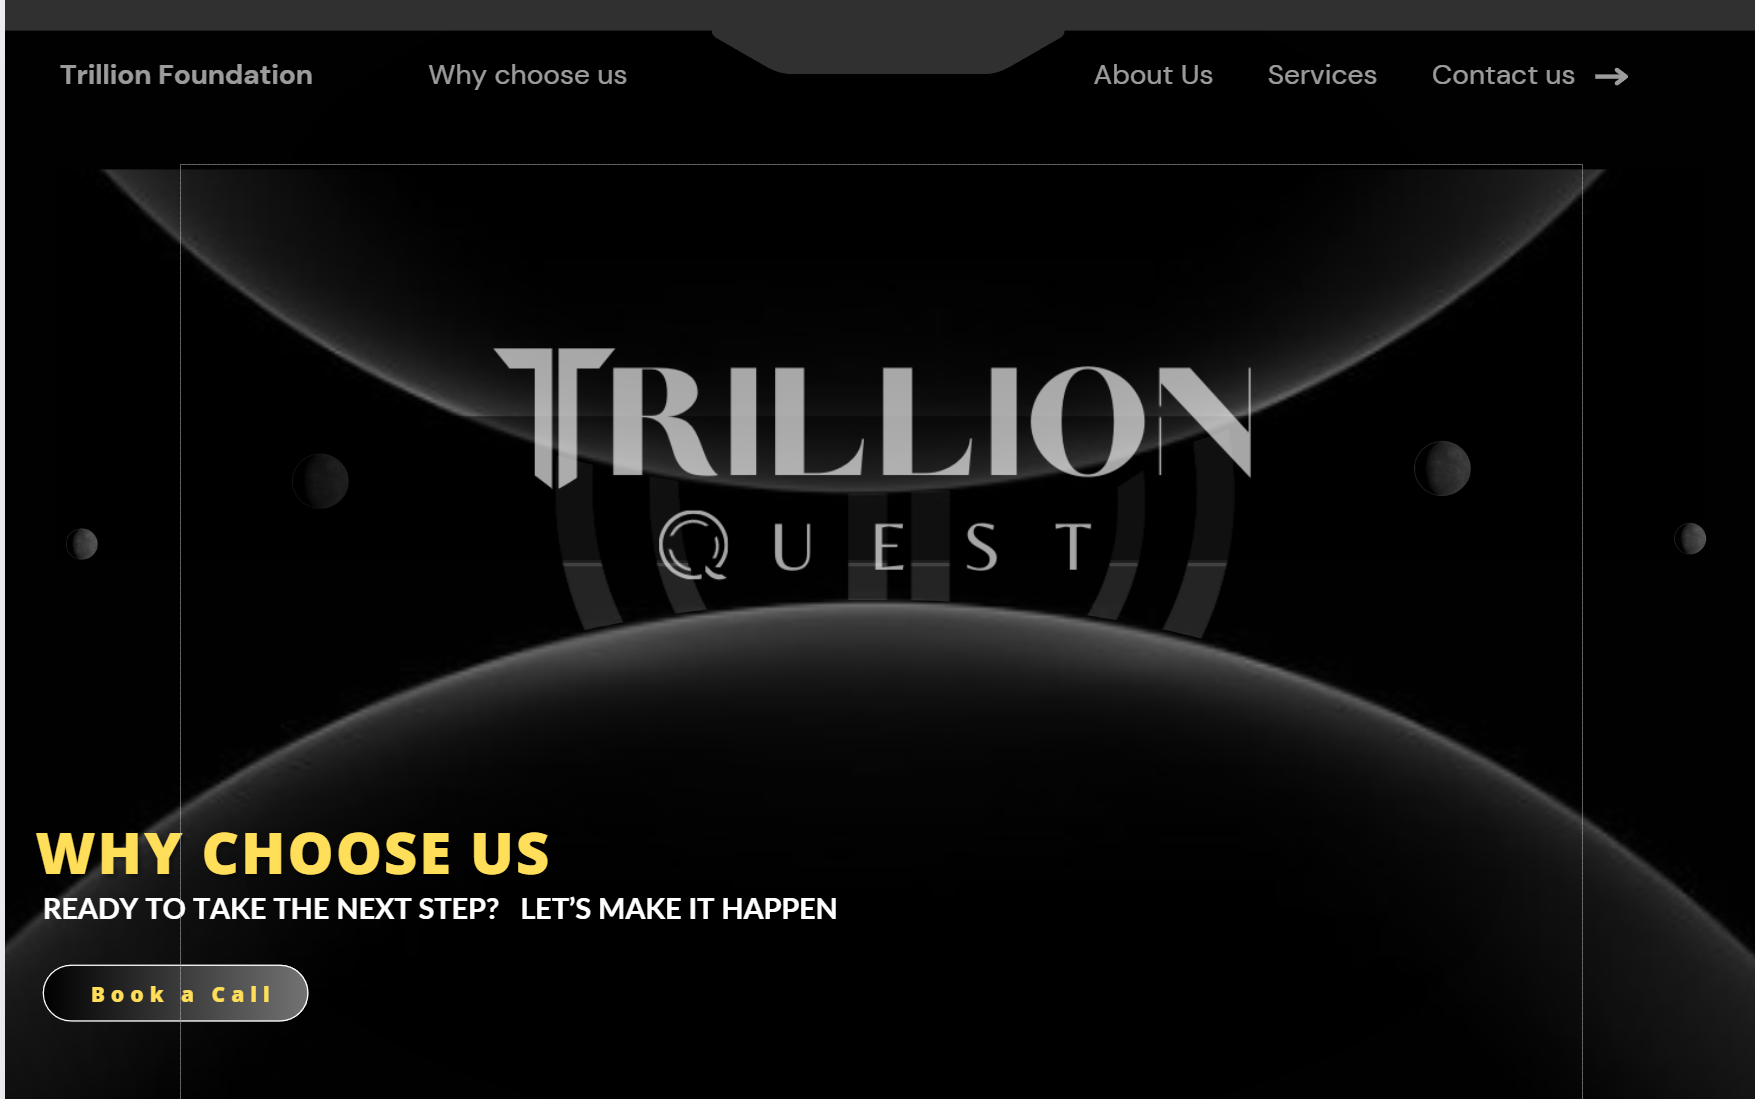 Trillion Foundation Why choose us About Us Services Contact us →
TRILLION
QUEST
WHY CHOOSE US
READY TO TAKE THE NEXT STEP? LET’S MAKE IT HAPPEN
Book a Call